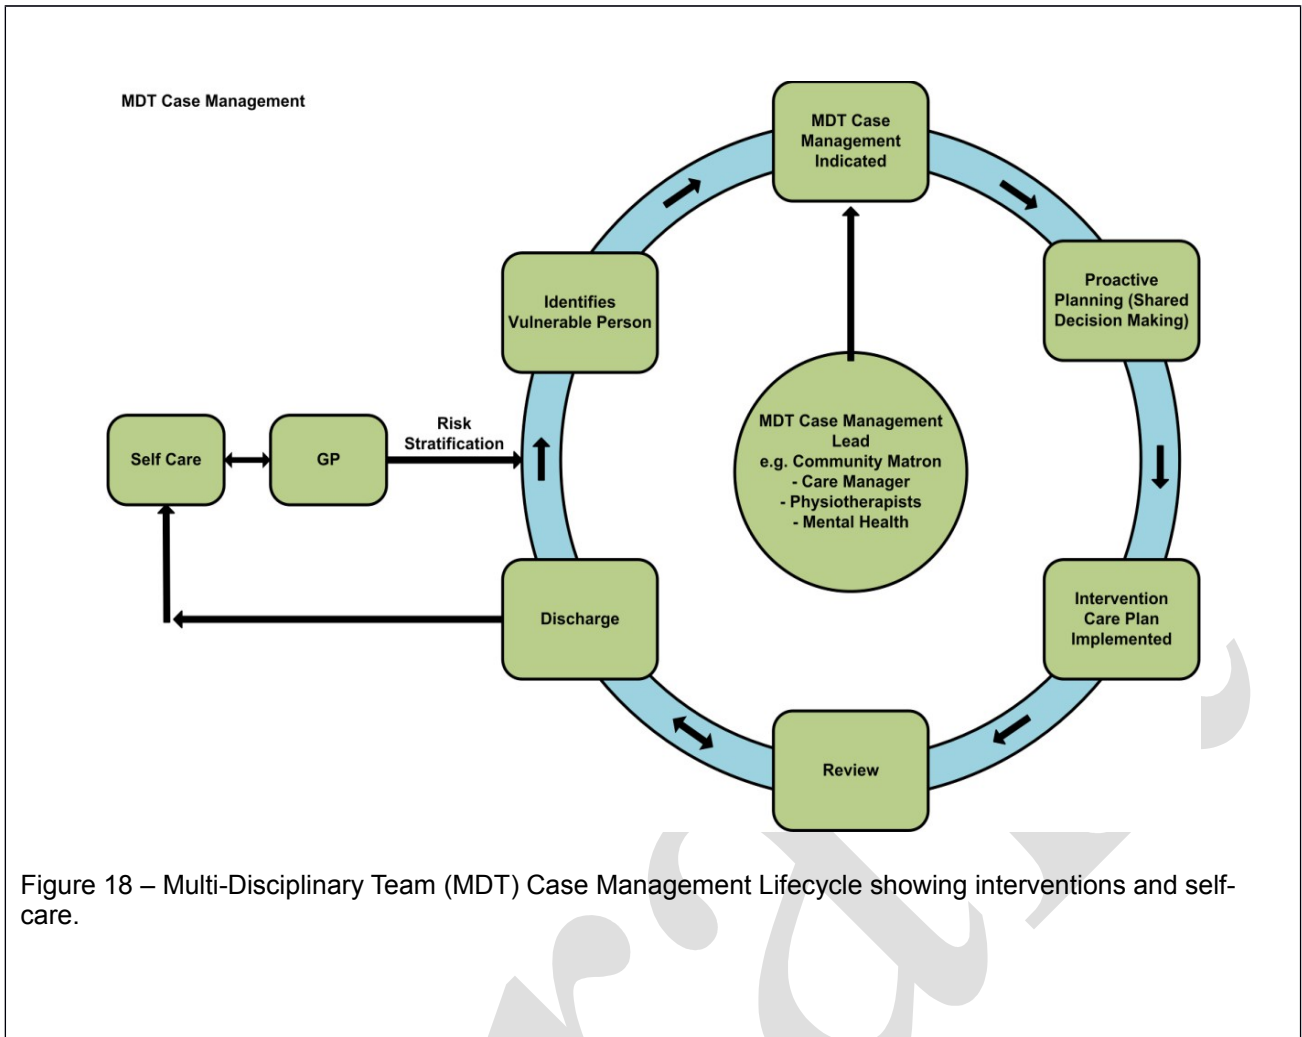 MDT Case Management
MDT Case
Management
Indicated
Proactive
Planning (Shared
Decision Making)
Identifies
Vulnerable Person
MDT Case Management
Lead
e.g. Community Matron
- Care Manager
- Physiotherapists
- Mental Health
Risk
Stratification
Self Care
GP
Intervention
Care Plan
Implemented
Discharge
Review
Figure 18 – Multi-Disciplinary Team (MDT) Case Management Lifecycle showing interventions and self-
care.